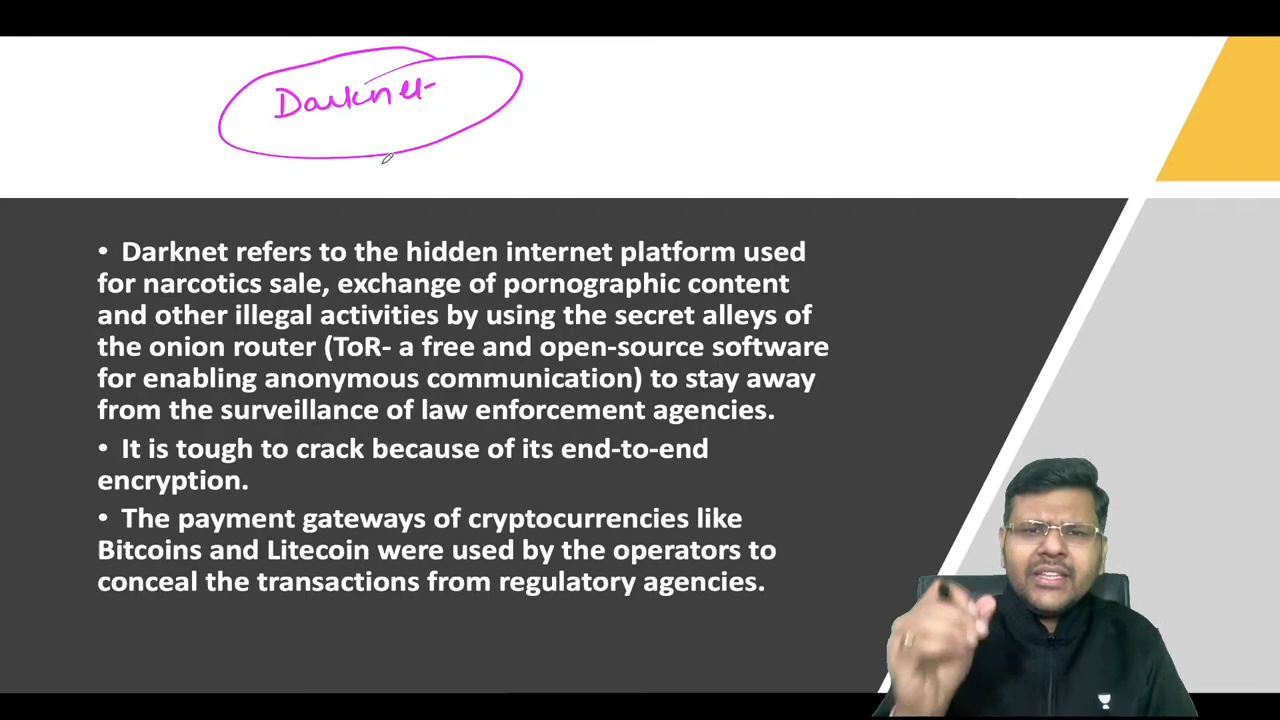 Darknet
• Darknet refers to the hidden internet platform used
for narcotics sale, exchange of pornographic content
and other illegal activities by using the secret alleys of
the onion router (ToR- a free and open-source software
for enabling anonymous communication) to stay away
from the surveillance of law enforcement agencies.
• It is tough to crack because of its end-to-end
encryption.
• The payment gateways of cryptocurrencies like
Bitcoins and Litecoin were used by the operators to
conceal the transactions from regulatory agencies.